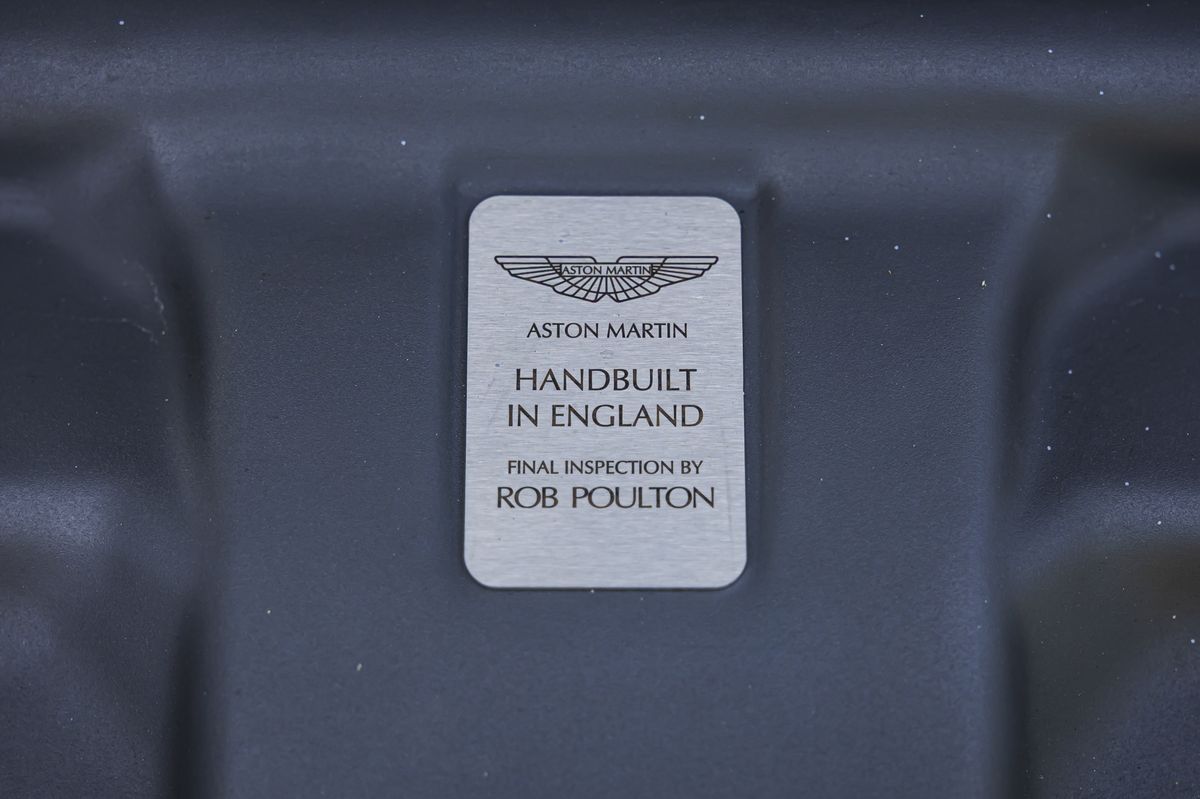 ASTON MARTIN
ASTON MARTIN
HANDBUILT
IN ENGLAND
FINAL INSPECTION BY
ROB POULTON